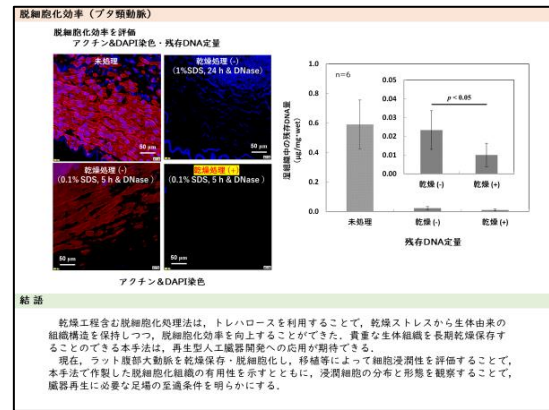 脱細胞化効率（ブタ頸動脈）
脱細胞化効率を評価
アクチン&DAPI染色・残存DNA定量
未処理
50 μm
乾燥処理 (-)
(1%SDS, 24 h & DNase)
50 μm
乾燥処理 (-)
(0.1% SDS, 5 h & DNase)
50 μm
乾燥処理 (+)
(0.1% SDS, 5 h & DNase)
50 μm
アクチン&DAPI染色
湿組織中の残存DNA量
(μg/mg-wet)
1.0
0.8
0.6
0.4
0.2
0.0
n=6
0.05
0.04
0.03
0.02
0.01
0.00
p < 0.05
乾燥 (-)
乾燥 (+)
未処理
乾燥 (-)
乾燥 (+)
残存DNA定量
結 語
乾燥工程含む脱細胞化処理法は，トレハロースを利用することで，乾燥ストレスから生体由来の
組織構造を保持しつつ，脱細胞化効率を向上することができた．貴重な生体組織を長期乾燥保存す
ることのできる本手法は，再生型人工臓器開発への応用が期待できる．
現在，ラット腹部大動脈を乾燥保存・脱細胞化し，移植等によって細胞浸潤性を評価することで，
本手法で作製した脱細胞化組織の有用性を示すとともに，浸潤細胞の分布と形態を観察することで，
臓器再生に必要な足場の至適条件を明らかにする．